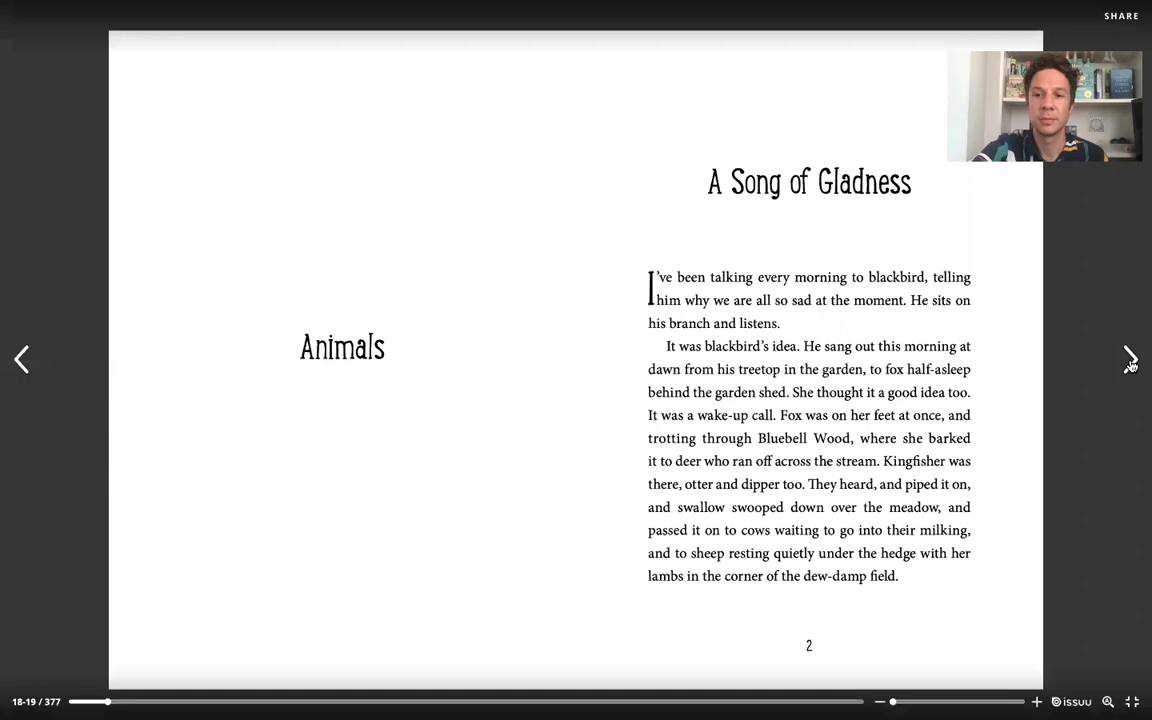 SHARE
Animals
A Song of Gladness
I've been talking every morning to blackbird, telling
him why we are all so sad at the moment. He sits on
his branch and listens.
It was blackbird's idea. He sang out this morning at
dawn from his treetop in the garden, to fox half-asleep
behind the garden shed. She thought it a good idea too.
It was a wake-up call. Fox was on her feet at once, and
trotting through Bluebell Wood, where she barked
it to deer who ran off across the stream. Kingfisher was
there, otter and dipper too. They heard, and piped it on,
and swallow swooped down over the meadow, and
passed it on to cows waiting to go into their milking,
and to sheep resting quietly under the hedge with her
lambs in the corner of the dew-damp field.
2
18-19 / 377
issuu